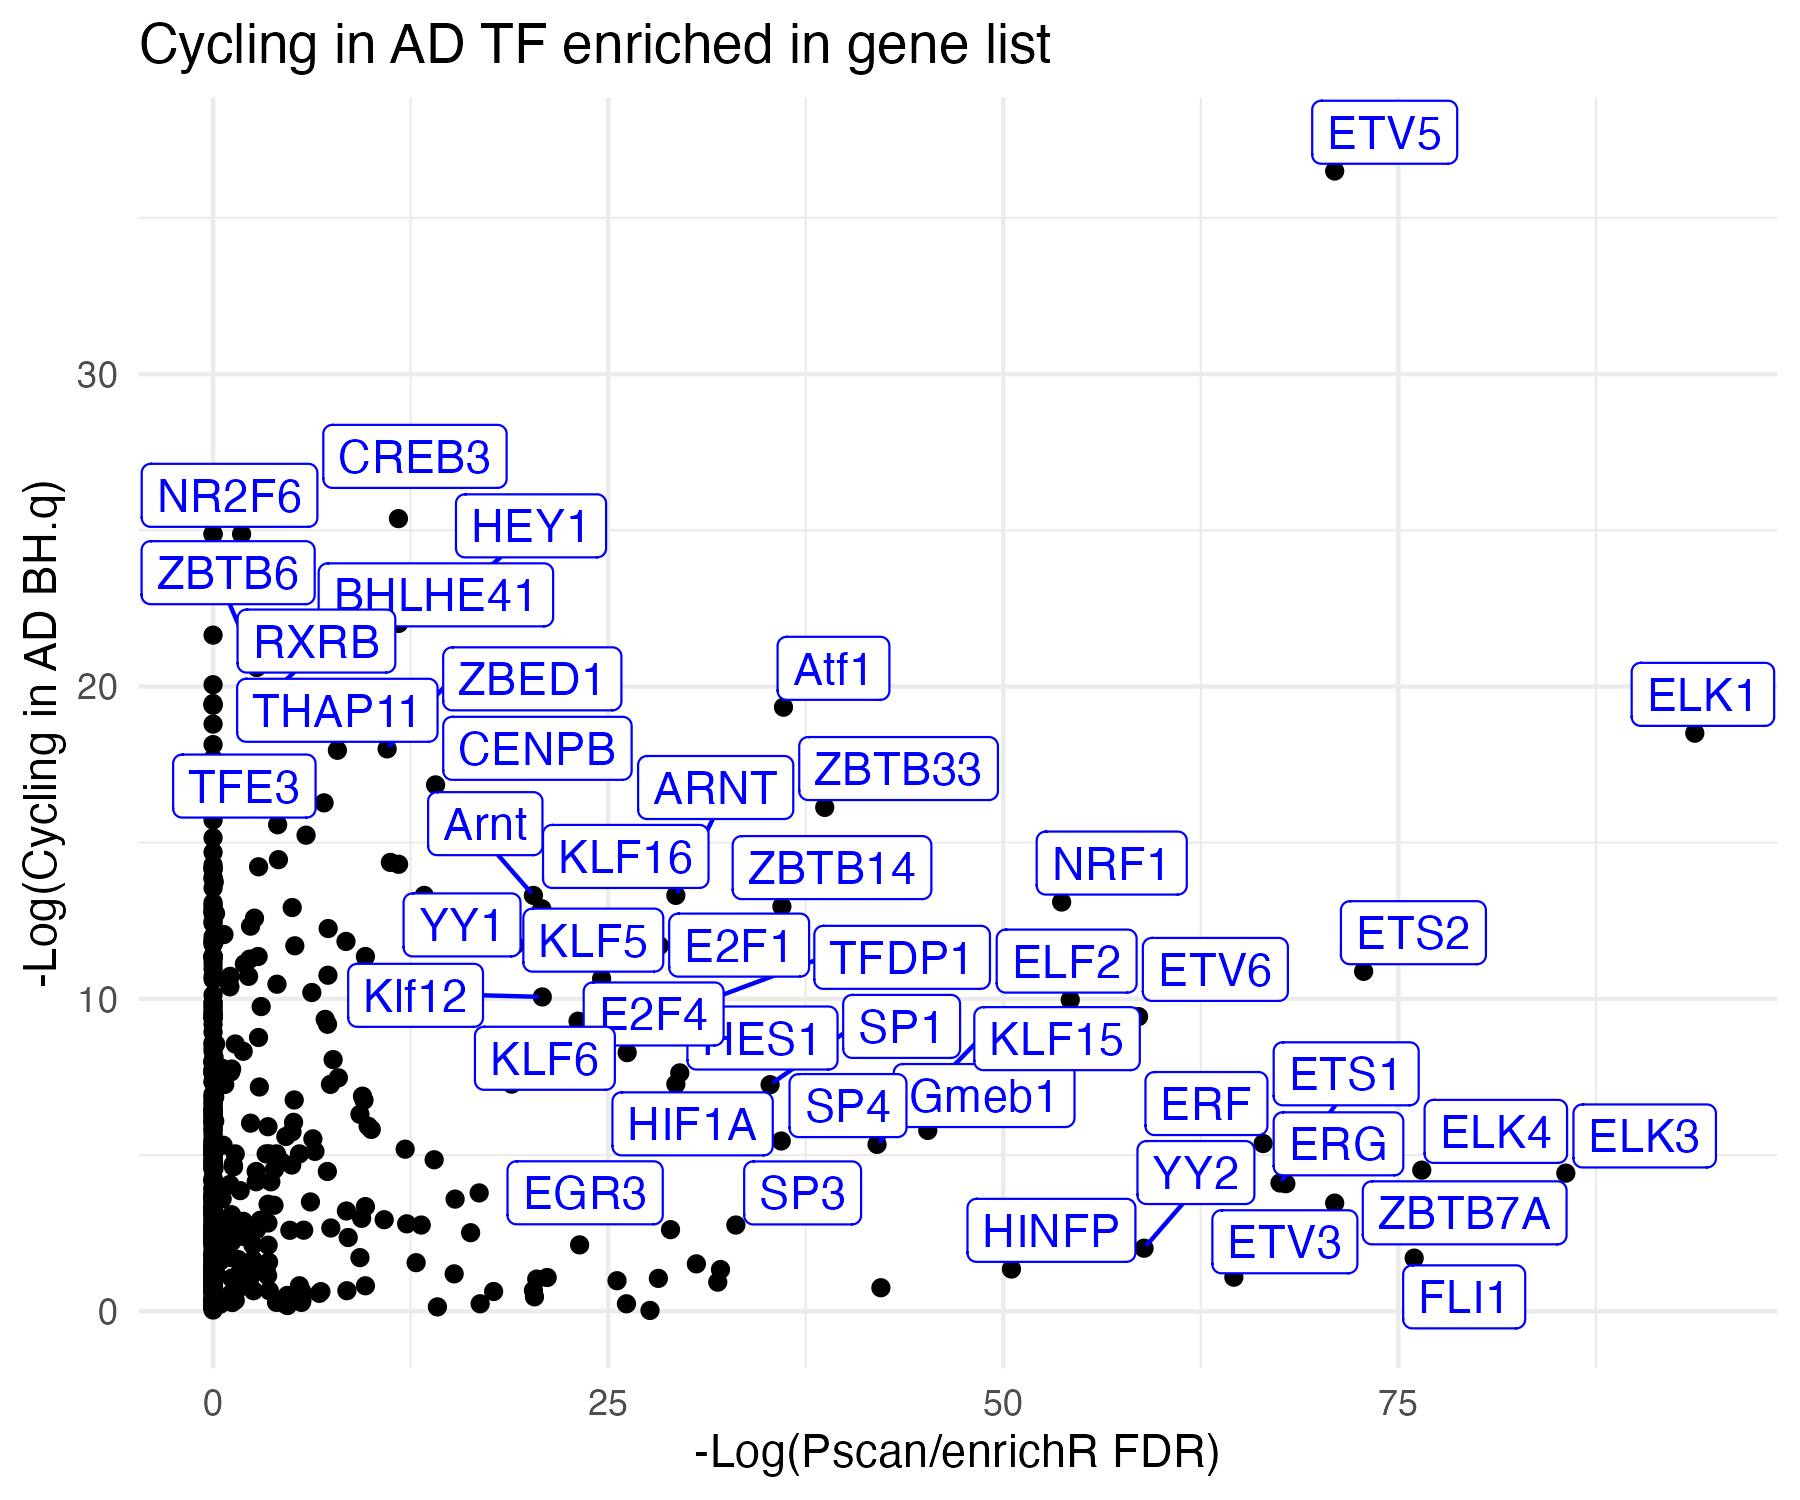 Cycling in AD TF enriched in gene list
ETV5
30
CREB3
NR2F6
HEY1
ZBTB6
BHLHE41
RXRB
Atf1
ZBED1
20
ELK1
THAP11
CENPB
ZBTB33
TFE3
ARNT
Arnt
KLF16
ZBTB14
NRF1
YY1
ETS2
KLF5
E2F1
TFDP1
ELF2
ETV6
10
Klf12
E2F4
HES1
SP1
KLF15
KLF6
ETS1
Gmeb1
SP4
ERF
HIF1A
ERG
ELK4
ELK3
YY2
EGR3
SP3
ZBTB7A
HINFP
ETV3
FLI1
0
0
25
50
75
-Log(Pscan/enrichR FDR)
-Log(Cycling in AD BH.q)